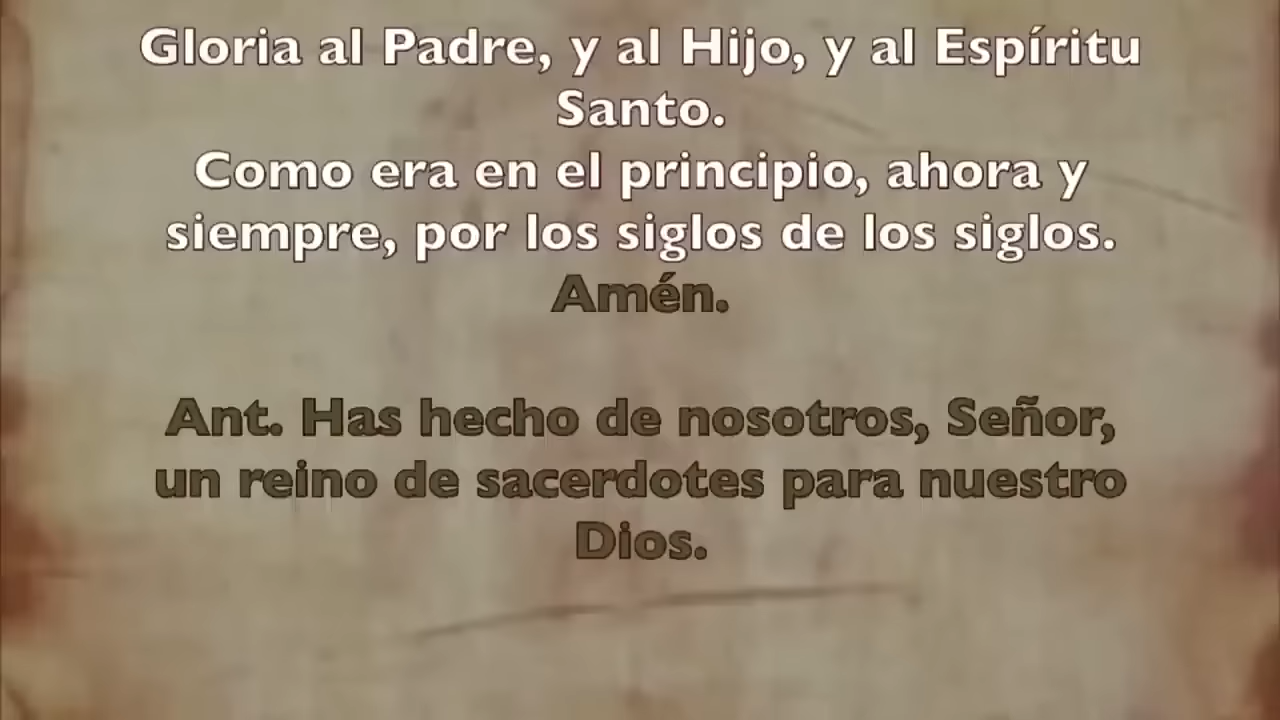 Gloria al Padre, y al Hijo, y al Espíritu
Santo.
Como era en el principio, ahora y
siempre, por los siglos de los siglos.
Amén.
Ant. Has hecho de nosotros, Señor,
un reino de sacerdotes para nuestro
Dios.